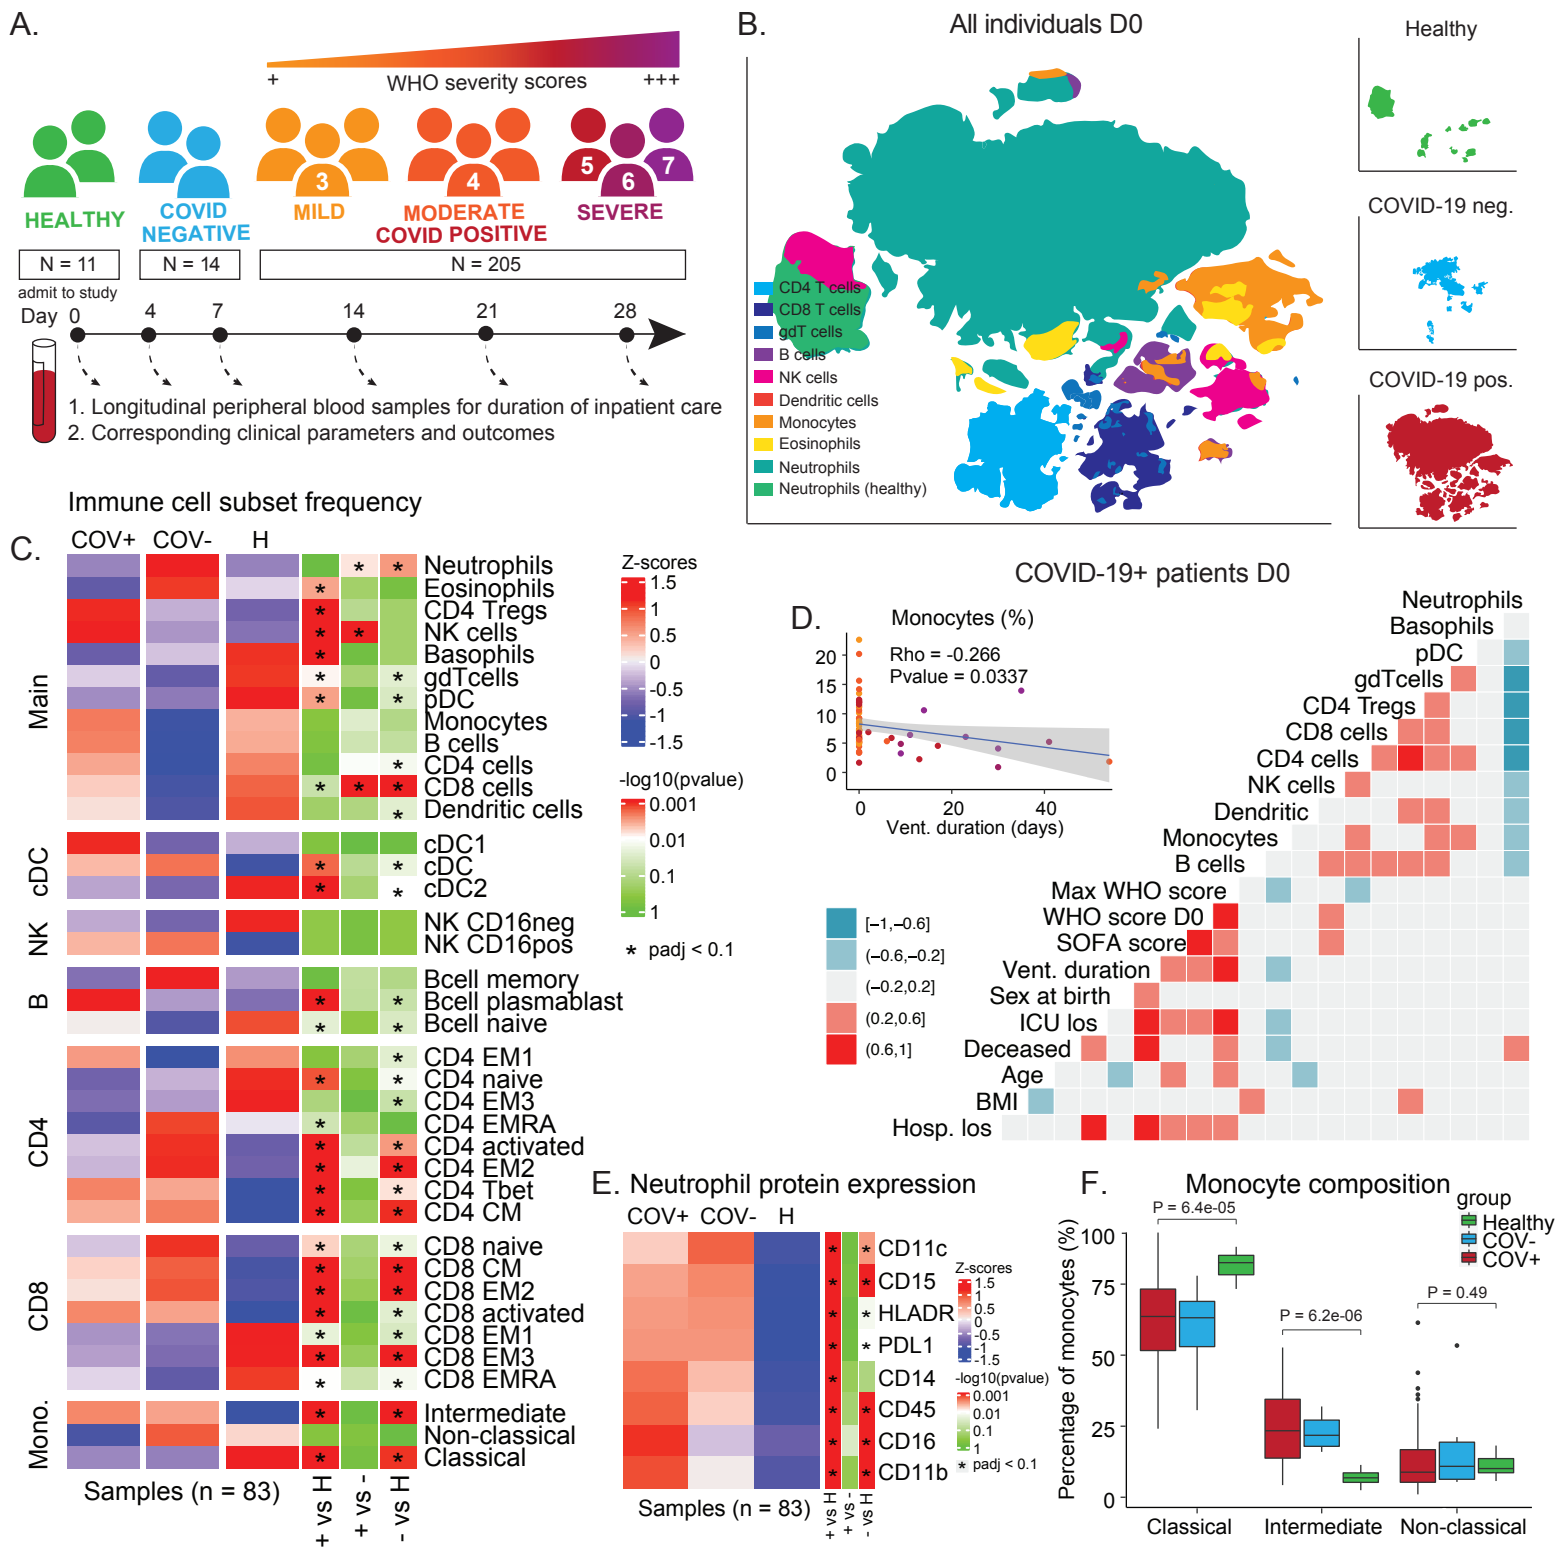 A.
+
WHO severity scores
+++
3
4
5
6
7
HEALTHY
COVID
NEGATIVE
MILD
MODERATE
SEVERE
COVID POSITIVE
N = 11
N = 14
N = 205
admit to study
Day
0
4
7
14
21
28
1. Longitudinal peripheral blood samples for duration of inpatient care
2. Corresponding clinical parameters and outcomes
B.
All individuals D0
CD4 T cells
CD8 T cells
gdT cells
B cells
NK cells
Dendritic cells
Monocytes
Eosinophils
Neutrophils
Neutrophils (healthy)
Healthy
COVID-19 neg.
COVID-19 pos.
C.
Immune cell subset frequency
COV+ COV- H
Main
* * Neutrophils
* Eosinophils
* CD4 Tregs
* * NK cells
* Basophils
* * gdTcells
* * pDC
Monocytes
B cells
* CD4 cells
* * * CD8 cells
* Dendritic cells
cDC
cDC1
* * cDC
* * cDC2
NK
NK CD16neg
NK CD16pos
B
Bcell memory
* * Bcell plasmablast
* * Bcell naive
CD4
* CD4 EM1
* * CD4 naive
* CD4 EM3
* CD4 EMRA
* * CD4 activated
* * CD4 EM2
* * CD4 Tbet
* * CD4 CM
CD8
* * CD8 naive
* * CD8 CM
* * CD8 EM2
* * CD8 activated
* * CD8 EM1
* * CD8 EM3
* * CD8 EMRA
Mono.
* * Intermediate
Non-classical
* * Classical
Samples (n = 83)
+ vs H
+ vs -
- vs H
Z-scores
1.5
1
0.5
0
-0.5
-1
-1.5
-log10(pvalue)
0.001
0.01
0.1
1
* padj < 0.1
COVID-19+ patients D0
D.
Monocytes (%)
Rho = -0.266
Pvalue = 0.0337
20
15
10
5
0
0
20
40
Vent. duration (days)
[−1,−0.6]
(−0.6,−0.2]
(−0.2,0.2]
(0.2,0.6]
(0.6,1]
Neutrophils
Basophils
pDC
gdTcells
CD4 Tregs
CD8 cells
CD4 cells
NK cells
Dendritic
Monocytes
B cells
Max WHO score
WHO score D0
SOFA score
Vent. duration
Sex at birth
ICU los
Deceased
Age
BMI
Hosp. los
E.
Neutrophil protein expression
COV+ COV- H
* * CD11c
* * CD15
* * HLADR
* * PDL1
* CD14
* * CD45
* * CD16
* * CD11b
Samples (n = 83)
+ vs H
+ vs -
- vs H
Z-scores
1.5
1
0.5
0
-0.5
-1
-1.5
-log10(pvalue)
0.001
0.01
0.1
1
* padj < 0.1
F.
Monocyte composition
group
Healthy
COV-
COV+
P = 6.4e-05
P = 6.2e-06
P = 0.49
Percentage of monocytes (%)
100
75
50
25
0
Classical
Intermediate
Non-classical